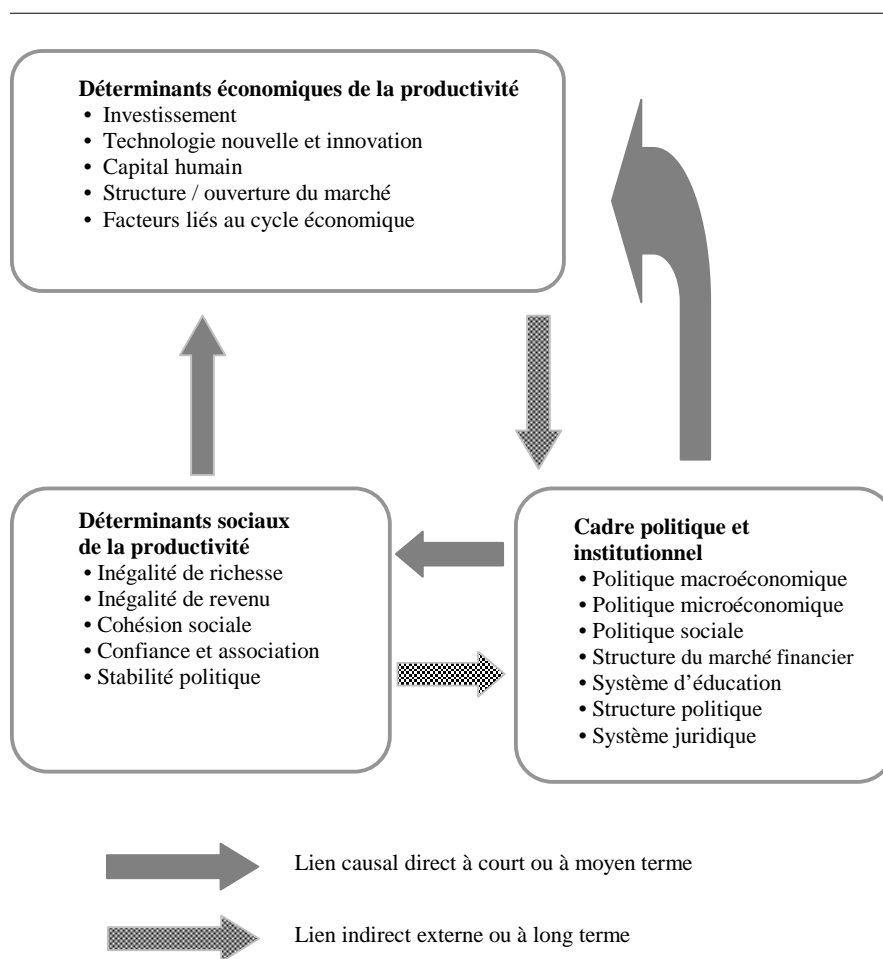 Déterminants économiques de la productivité
• Investissement
• Technologie nouvelle et innovation
• Capital humain
• Structure / ouverture du marché
• Facteurs liés au cycle économique
Déterminants sociaux
de la productivité
• Inégalité de richesse
• Inégalité de revenu
• Cohésion sociale
• Confiance et association
• Stabilité politique
Cadre politique et
institutionnel
• Politique macroéconomique
• Politique microéconomique
• Politique sociale
• Structure du marché financier
• Système d'éducation
• Structure politique
• Système juridique
Lien causal direct à court ou à moyen terme
Lien indirect externe ou à long terme